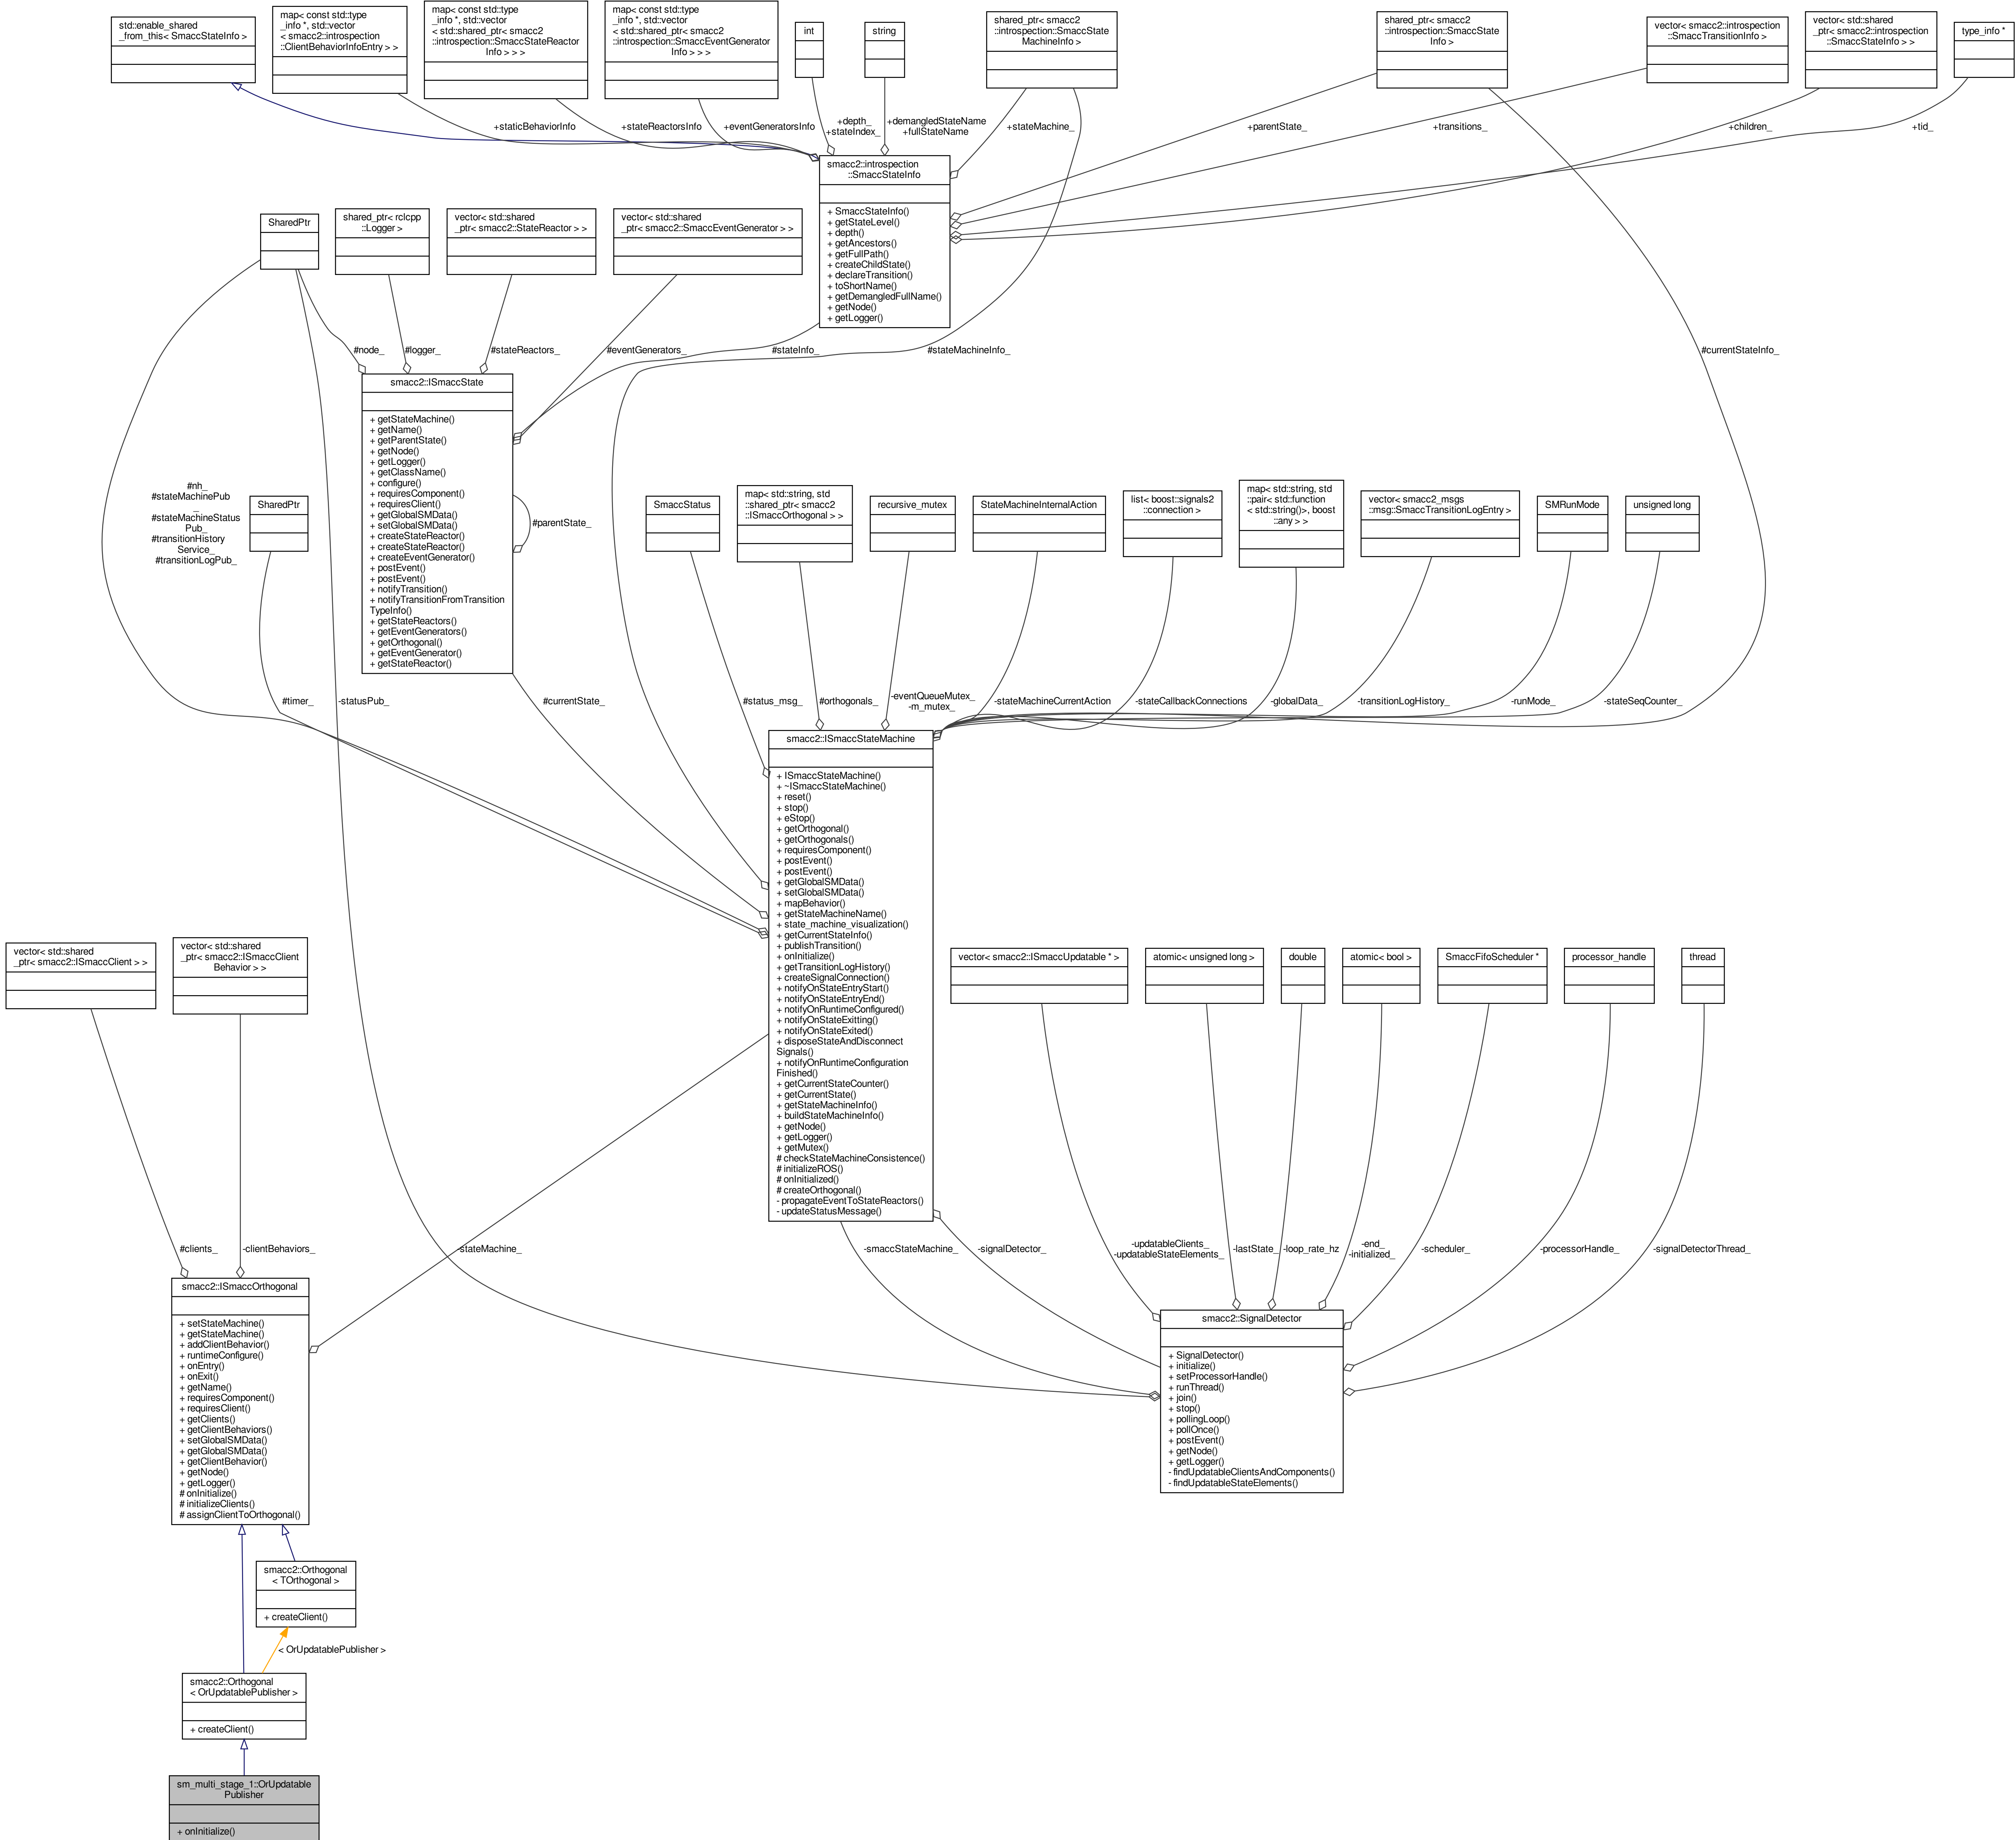 std::enable_shared
_from_this< SmaccStateInfo >
map< const std::type
_info *, std::vector
< smacc2::introspection
::ClientBehaviorInfoEntry > >
map< const std::type
_info *, std::vector
< std::shared_ptr< smacc2
::introspection::SmaccStateReactor
Info > > >
map< const std::type
_info *, std::vector
< std::shared_ptr< smacc2
::introspection::SmaccEventGenerator
Info > > >
int
string
shared_ptr< smacc2
::introspection::SmaccState
MachineInfo >
shared_ptr< smacc2
::introspection::SmaccState
Info >
vector< smacc2::introspection
::SmaccTransitionInfo >
vector< std::shared
_ptr< smacc2::introspection
::SmaccStateInfo > >
type_info *
+staticBehaviorInfo
+stateReactorsInfo
+eventGeneratorsInfo
+depth_
+stateIndex_
+demangledStateName
+fullStateName
+stateMachine_
+parentState_
+transitions_
+children_
+tid_
smacc2::introspection
::SmaccStateInfo
+ SmaccStateInfo()
+ getStateLevel()
+ depth()
+ getAncestors()
+ getFullPath()
+ createChildState()
+ declareTransition()
+ toShortName()
+ getDemangledFullName()
+ getNode()
+ getLogger()
SharedPtr
shared_ptr< rclcpp
::Logger >
vector< std::shared
_ptr< smacc2::StateReactor > >
vector< std::shared
_ptr< smacc2::SmaccEventGenerator > >
#node_
#logger_
#stateReactors_
#eventGenerators_
#stateInfo_
#stateMachineInfo_
#currentStateInfo_
smacc2::ISmaccState
+ getStateMachine()
+ getName()
+ getParentState()
+ getNode()
+ getLogger()
+ getClassName()
+ configure()
+ requiresComponent()
+ requiresClient()
+ getGlobalSMData()
+ setGlobalSMData()
+ createStateReactor()
+ createStateReactor()
+ createEventGenerator()
+ postEvent()
+ postEvent()
+ notifyTransition()
+ notifyTransitionFromTransition
TypeInfo()
+ getStateReactors()
+ getEventGenerators()
+ getOrthogonal()
+ getEventGenerator()
+ getStateReactor()
#parentState_
#nh_
#stateMachinePub
_
#stateMachineStatus
Pub_
#transitionHistory
Service_
#transitionLogPub_
SharedPtr
SmaccStatus
map< std::string, std
::shared_ptr< smacc2
::ISmaccOrthogonal > >
recursive_mutex
StateMachineInternalAction
list< boost::signals2
::connection >
map< std::string, std
::pair< std::function
< std::string()>, boost
::any > >
vector< smacc2_msgs
::msg::SmaccTransitionLogEntry >
SMRunMode
unsigned long
#timer_
-statusPub_
#currentState_
#status_msg_
#orthogonals_
-eventQueueMutex_
-m_mutex_
-stateMachineCurrentAction
-stateCallbackConnections
-globalData_
-transitionLogHistory_
-runMode_
-stateSeqCounter_
smacc2::ISmaccStateMachine
+ ISmaccStateMachine()
+ ~ISmaccStateMachine()
+ reset()
+ stop()
+ eStop()
+ getOrthogonal()
+ getOrthogonals()
+ requiresComponent()
+ postEvent()
+ postEvent()
+ getGlobalSMData()
+ setGlobalSMData()
+ mapBehavior()
+ getStateMachineName()
+ state_machine_visualization()
+ getCurrentStateInfo()
+ publishTransition()
+ onInitialize()
+ getTransitionLogHistory()
+ createSignalConnection()
+ notifyOnStateEntryStart()
+ notifyOnStateEntryEnd()
+ notifyOnRuntimeConfigured()
+ notifyOnStateExitting()
+ notifyOnStateExited()
+ disposeStateAndDisconnect
Signals()
+ notifyOnRuntimeConfiguration
Finished()
+ getCurrentStateCounter()
+ getCurrentState()
+ getStateMachineInfo()
+ buildStateMachineInfo()
+ getNode()
+ getLogger()
+ getMutex()
# checkStateMachineConsistence()
# initializeROS()
# onInitialized()
# createOrthogonal()
- propagateEventToStateReactors()
- updateStatusMessage()
vector< std::shared
_ptr< smacc2::ISmaccClient > >
vector< std::shared
_ptr< smacc2::ISmaccClient
Behavior > >
vector< smacc2::ISmaccUpdatable * >
atomic< unsigned long >
double
atomic< bool >
SmaccFifoScheduler *
processor_handle
thread
#clients_
-clientBehaviors_
-stateMachine_
-smaccStateMachine_
-signalDetector_
-updatableClients_
-updatableStateElements_
-lastState_
-loop_rate_hz
-end_
-initialized_
-scheduler_
-processorHandle_
-signalDetectorThread_
smacc2::ISmaccOrthogonal
+ setStateMachine()
+ getStateMachine()
+ addClientBehavior()
+ runtimeConfigure()
+ onEntry()
+ onExit()
+ getName()
+ requiresComponent()
+ requiresClient()
+ getClients()
+ getClientBehaviors()
+ setGlobalSMData()
+ getGlobalSMData()
+ getClientBehavior()
+ getNode()
+ getLogger()
# onInitialize()
# initializeClients()
# assignClientToOrthogonal()
smacc2::SignalDetector
+ SignalDetector()
+ initialize()
+ setProcessorHandle()
+ runThread()
+ join()
+ stop()
+ pollingLoop()
+ pollOnce()
+ postEvent()
+ getNode()
+ getLogger()
- findUpdatableClientsAndComponents()
- findUpdatableStateElements()
smacc2::Orthogonal
< TOrthogonal >
+ createClient()
< OrUpdatablePublisher >
smacc2::Orthogonal
< OrUpdatablePublisher >
+ createClient()
sm_multi_stage_1::OrUpdatable
Publisher
+ onInitialize()